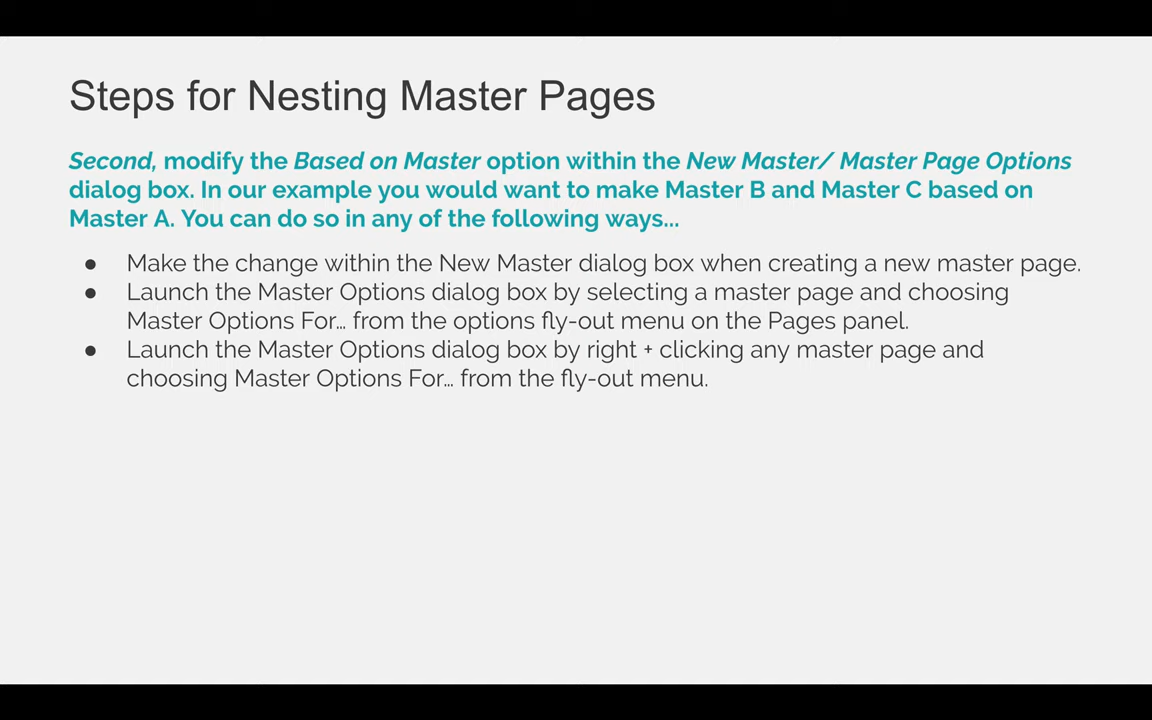 Steps for Nesting Master Pages
Second, modify the Based on Master option within the New Master/ Master Page Options
dialog box. In our example you would want to make Master B and Master C based on
Master A. You can do so in any of the following ways...
● Make the change within the New Master dialog box when creating a new master page.
● Launch the Master Options dialog box by selecting a master page and choosing
Master Options For… from the options fly-out menu on the Pages panel.
● Launch the Master Options dialog box by right + clicking any master page and
choosing Master Options For… from the fly-out menu.